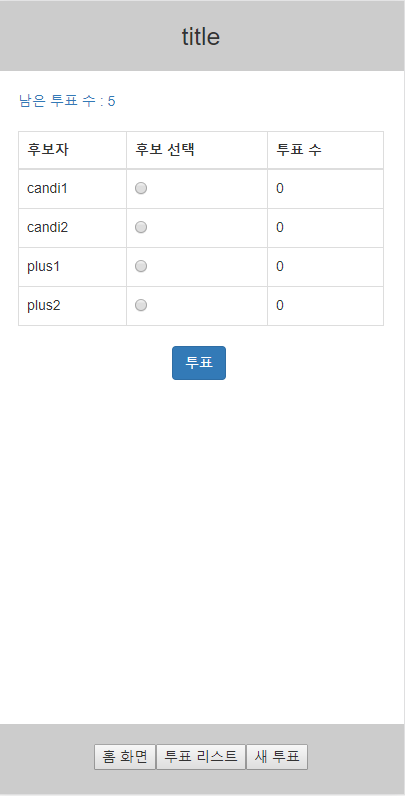 title
남은 투표 수 : 5
후보자 후보 선택 투표 수
candi1 0
candi2 0
plus1 0
plus2 0
투표
홈 화면 투표 리스트 새 투표